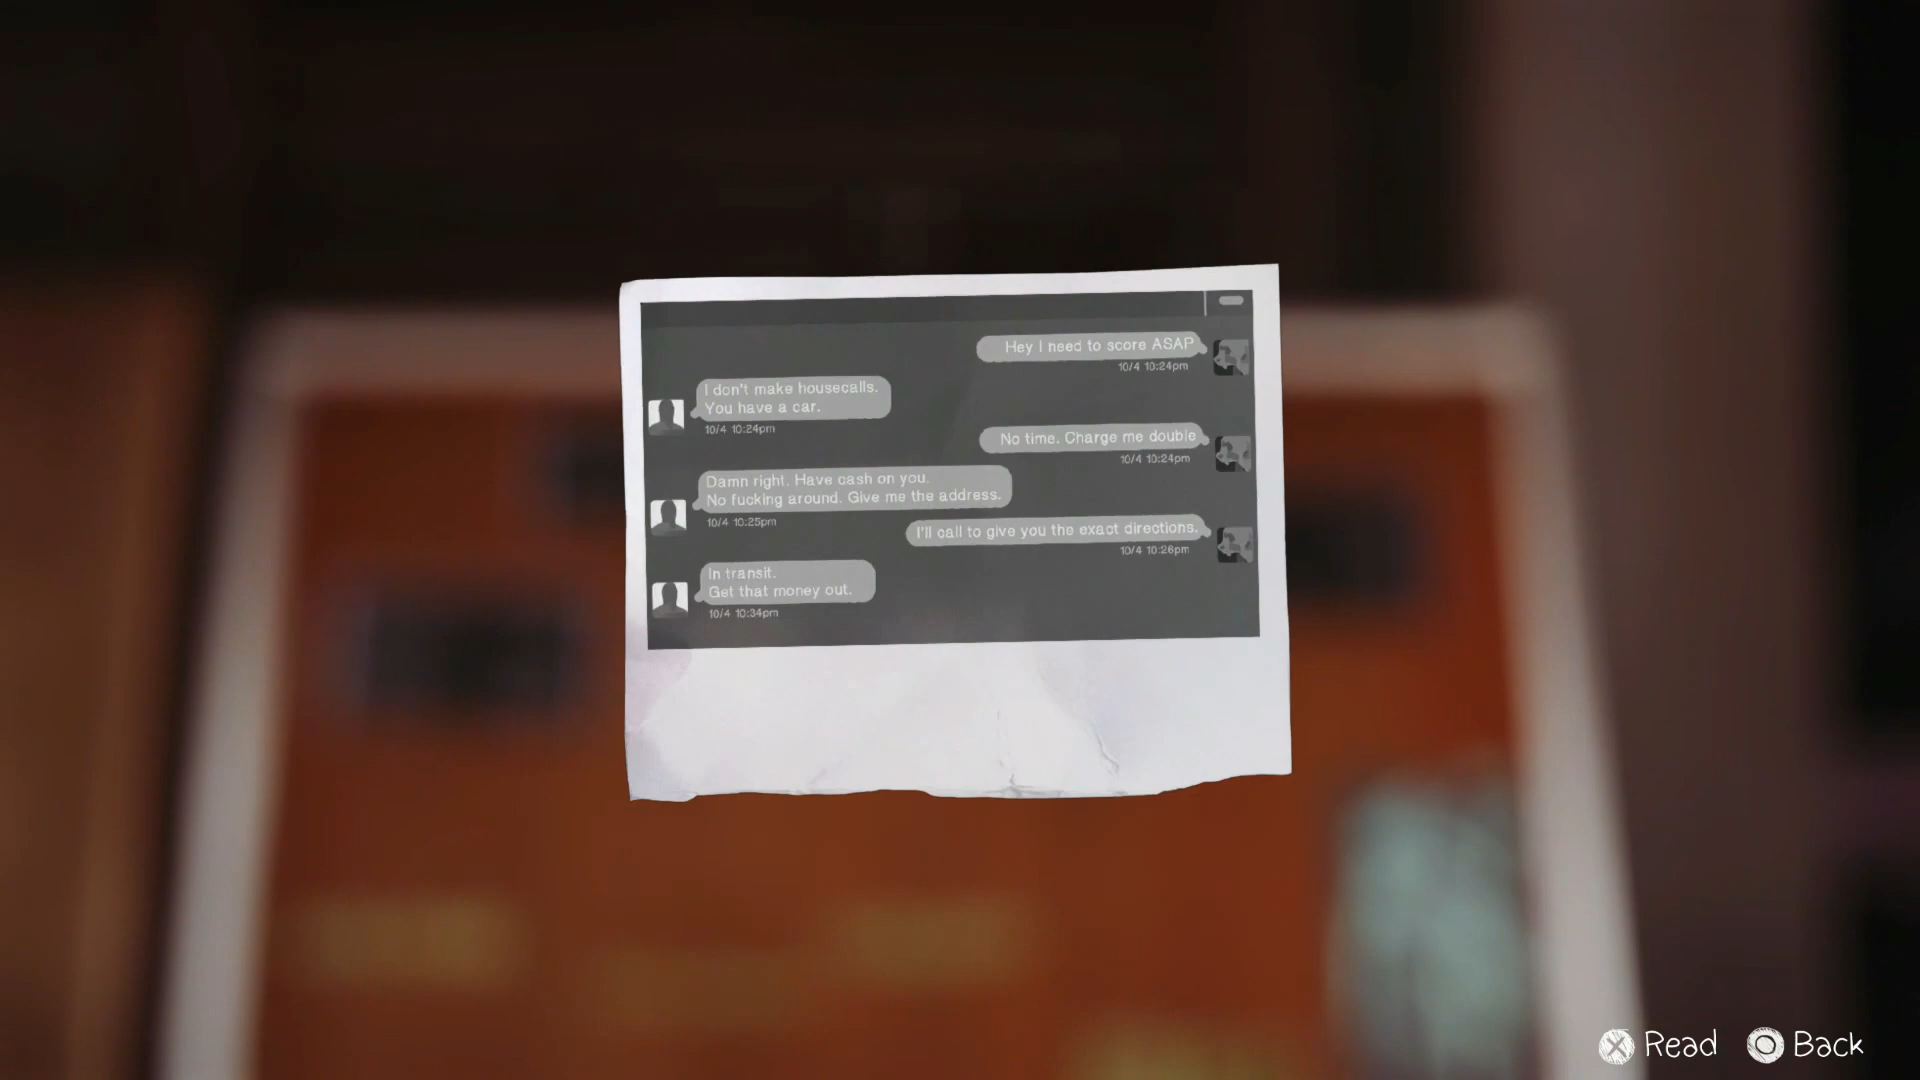 Hey I need to score ASAP
10/4 10:24pm
I don't make housecalls.
You have a car.
10/4 10:24pm
No time. Charge me double
10/4 10:24pm
Damn right. Have cash on you.
No fucking around. Give me the address.
10/4 10:25pm
I'll call to give you the exact directions.
10/4 10:26pm
In transit.
Get that money out.
10/4 10:34pm
Read Back